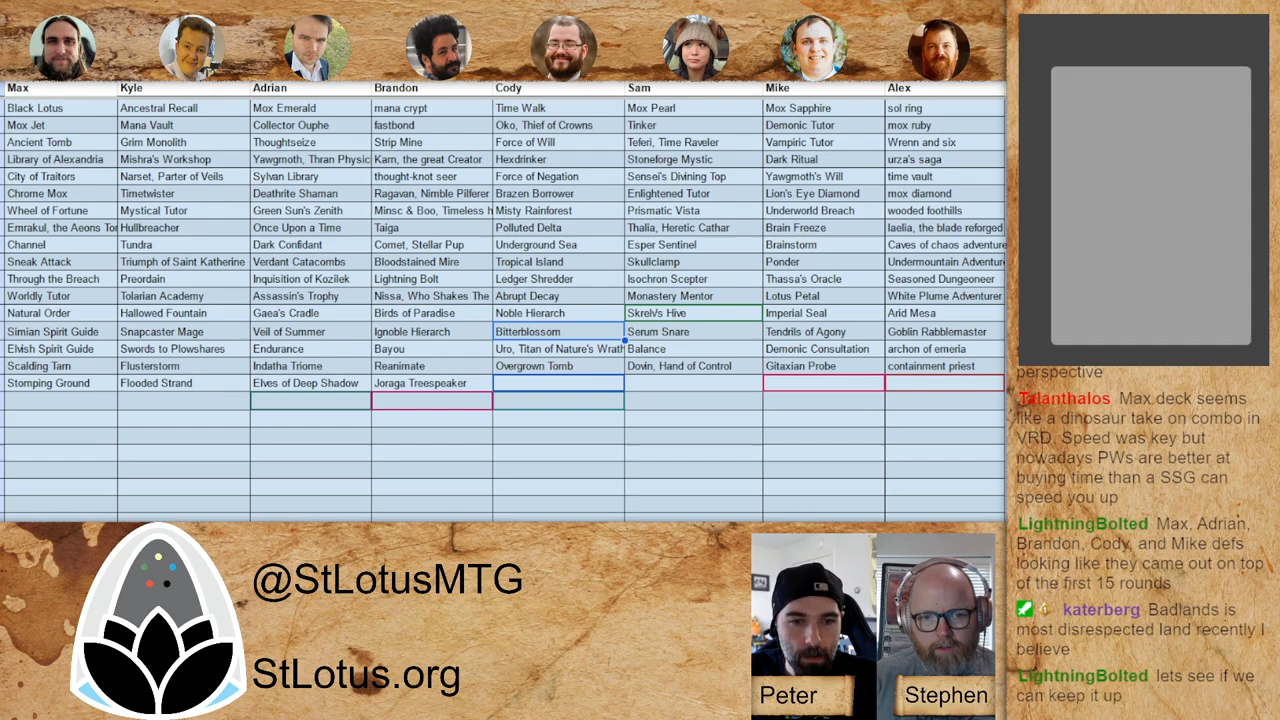 Max Kyle Adrian Brandon Cody Sam Mike Alex
Black Lotus Ancestral Recall Mox Emerald mana crypt Time Walk Mox Pearl Mox Sapphire sol ring
Mox Jet Mana Vault Collector Ouphe fastbond Oko, Thief of Crowns Tinker Demonic Tutor mox ruby
Ancient Tomb Grim Monolith Thoughtseize Strip Mine Force of Will Teferi, Time Raveler Vampiric Tutor Wrenn and six
Library of Alexandria Mishra's Workshop Yawgmoth, Thran Physic Karn, the great Creator Hexdrinker Stoneforge Mystic Dark Ritual urza's saga
City of Traitors Narset, Parter of Veils Sylvan Library thought-knot seer Force of Negation Sensei's Divining Top Yawgmoth's Will time vault
Chrome Mox Timetwister Deathrite Shaman Ragavan, Nimble Pilferer Brazen Borrower Enlightened Tutor Lion's Eye Diamond mox diamond
Wheel of Fortune Mystical Tutor Green Sun's Zenith Minsc & Boo, Timeless h Misty Rainforest Prismatic Vista Underworld Breach wooded foothills
Emrakul, the Aeons Tor Hullbreacher Once Upon a Time Taiga Polluted Delta Thalia, Heretic Cathar Brain Freeze laelia, the blade reforged
Channel Tundra Dark Confidant Comet, Stellar Pup Underground Sea Esper Sentinel Brainstorm Caves of chaos adventure
Sneak Attack Triumph of Saint Katherine Verdant Catacombs Bloodstained Mire Tropical Island Skullclamp Ponder Undermountain Adventure
Through the Breach Preordain Inquisition of Kozilek Lightning Bolt Ledger Shredder Isochron Scepter Thassa's Oracle Seasoned Dungeoneer
Worldly Tutor Tolarian Academy Assassin's Trophy Nissa, Who Shakes The Abrupt Decay Monastery Mentor Lotus Petal White Plume Adventurer
Natural Order Hallowed Fountain Gaea's Cradle Birds of Paradise Noble Hierarch Skrelv's Hive Imperial Seal Arid Mesa
Simian Spirit Guide Snapcaster Mage Veil of Summer Ignoble Hierarch Bitterblossom Serum Snare Tendrils of Agony Goblin Rabblemaster
Elvish Spirit Guide Swords to Plowshares Endurance Bayou Uro, Titan of Nature's Wrath Balance Demonic Consultation archon of emeria
Scalding Tarn Flusterstorm Indatha Triome Reanimate Overgrown Tomb Dovin, Hand of Control Gitaxian Probe containment priest
Stomping Ground Flooded Strand Elves of Deep Shadow Joraga Treespeaker
@StLotusMTG
StLotus.org
Peter
Stephen
perspective
Talanthalos Max deck seems
like a dinosaur take on combo in
VRD. Speed was key but
nowadays PWs are better at
buying time than a SSG can
speed you up
LightningBolted Max, Adrian,
Brandon, Cody, and Mike defs
looking like they came out on top
of the first 15 rounds
katerberg Badlands is
most disrespected land recently I
believe
LightningBolted lets see if we
can keep it up